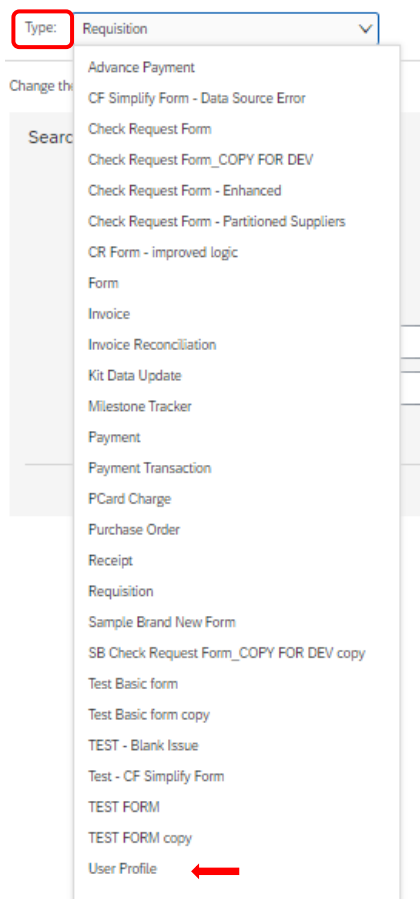 Type:
Requisition
Change the
Searc
Advance Payment
CF Simplify Form - Data Source Error
Check Request Form
Check Request Form_COPY FOR DEV
Check Request Form - Enhanced
Check Request Form - Partitioned Suppliers
CR Form - improved logic
Form
Invoice
Invoice Reconciliation
Kit Data Update
Milestone Tracker
Payment
Payment Transaction
PCard Charge
Purchase Order
Receipt
Requisition
Sample Brand New Form
SB Check Request Form_COPY FOR DEV copy
Test Basic form
Test Basic form copy
TEST - Blank Issue
Test - CF Simplify Form
TEST FORM
TEST FORM copy
User Profile